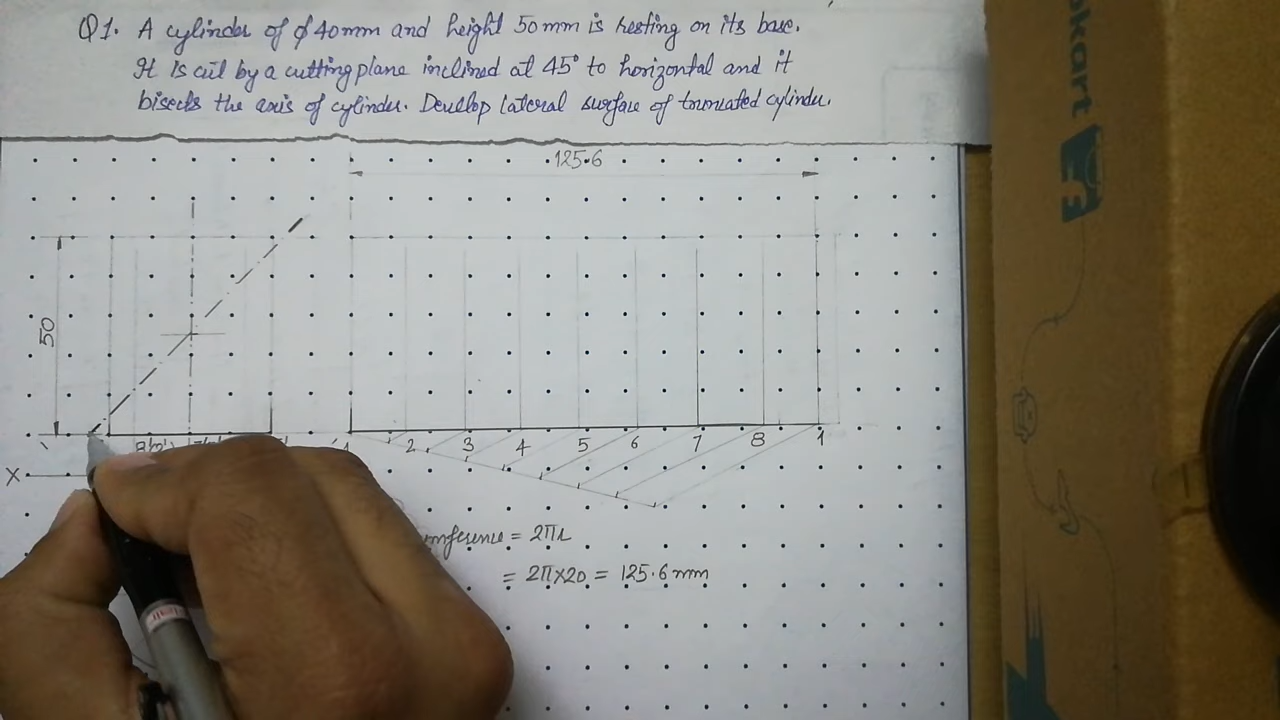 Q1. A cylinder of ϕ40mm and height 50mm is resting on its base.
It is cut by a cutting plane inclined at 45° to horizontal and it
bisects the axis of cylinder. Develop lateral surface of truncated cylinder.
125.6
50
2 3 4 5 6 7 8 1
X
= 2πr
= 2π×20 = 125.6 mm